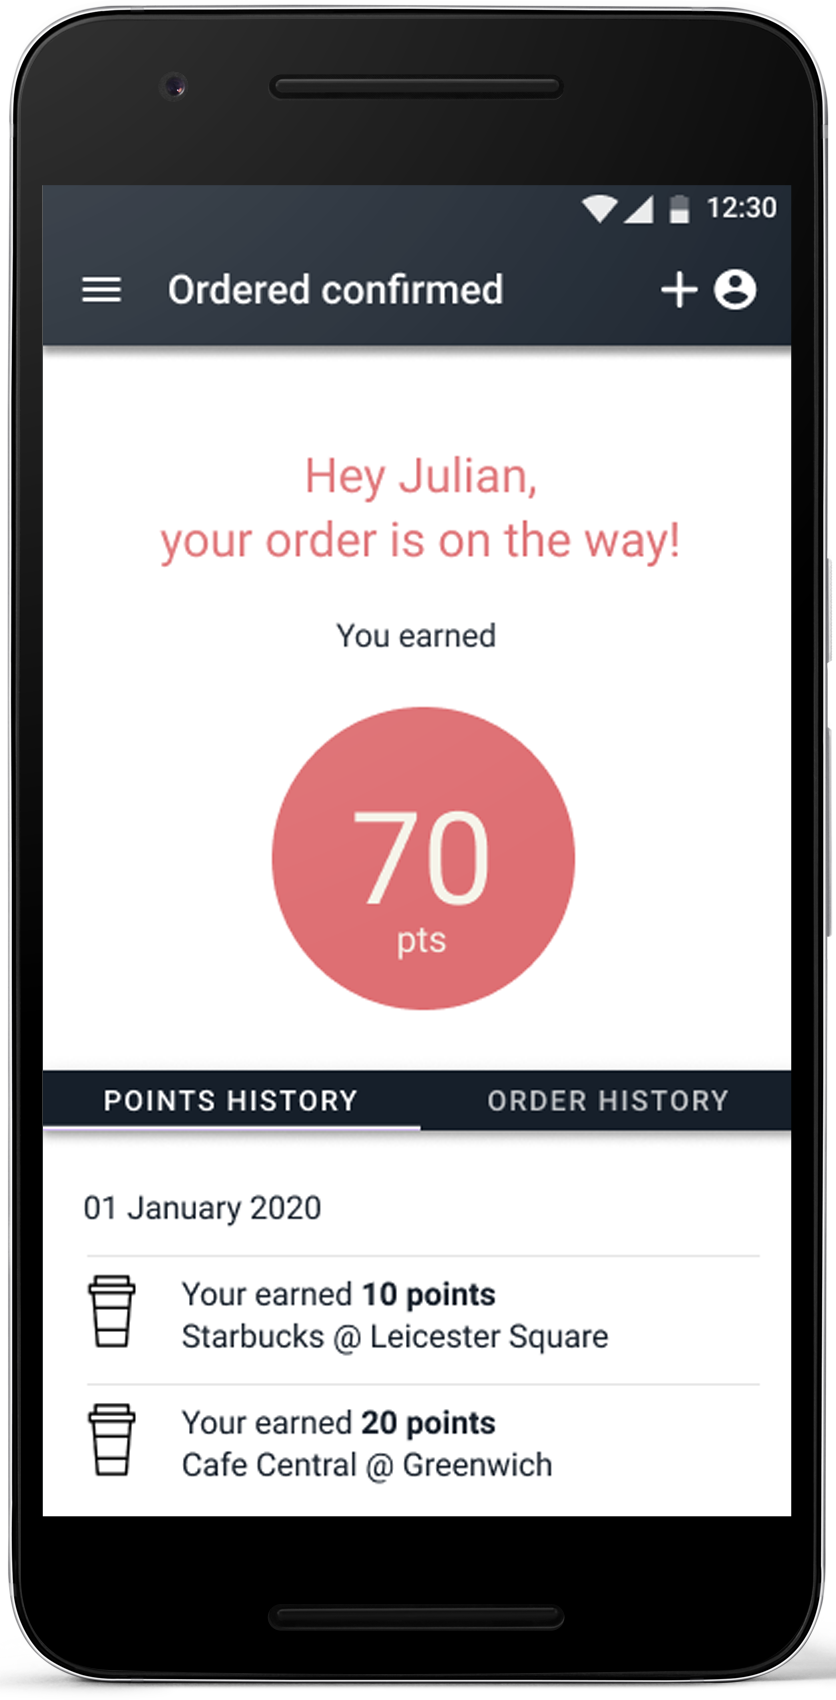 12:30
Ordered confirmed
Hey Julian,
your order is on the way!
You earned
70
pts
POINTS HISTORY
ORDER HISTORY
01 January 2020
Your earned 10 points
Starbucks @ Leicester Square
Your earned 20 points
Cafe Central @ Greenwich